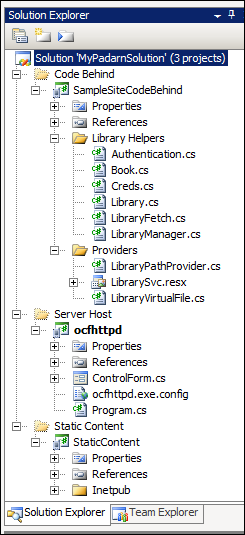 Solution Explorer
Solution 'MyPadarnSolution' (3 projects)
Code Behind
SampleSiteCodeBehind
Properties
References
Library Helpers
Authentication.cs
Book.cs
Creds.cs
Library.cs
LibraryFetch.cs
LibraryManager.cs
Providers
LibraryPathProvider.cs
LibrarySvc.resx
LibraryVirtualFile.cs
Server Host
ocfhttpd
Properties
References
ControlForm.cs
ocfhttpd.exe.config
Program.cs
Static Content
StaticContent
Properties
References
Inetpub
Solution Explorer Team Explorer